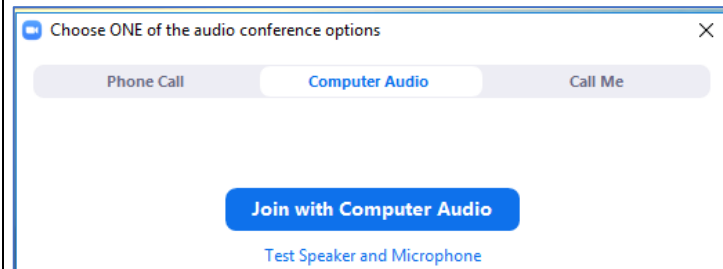 Choose ONE of the audio conference options
Phone Call Computer Audio Call Me
Join with Computer Audio
Test Speaker and Microphone